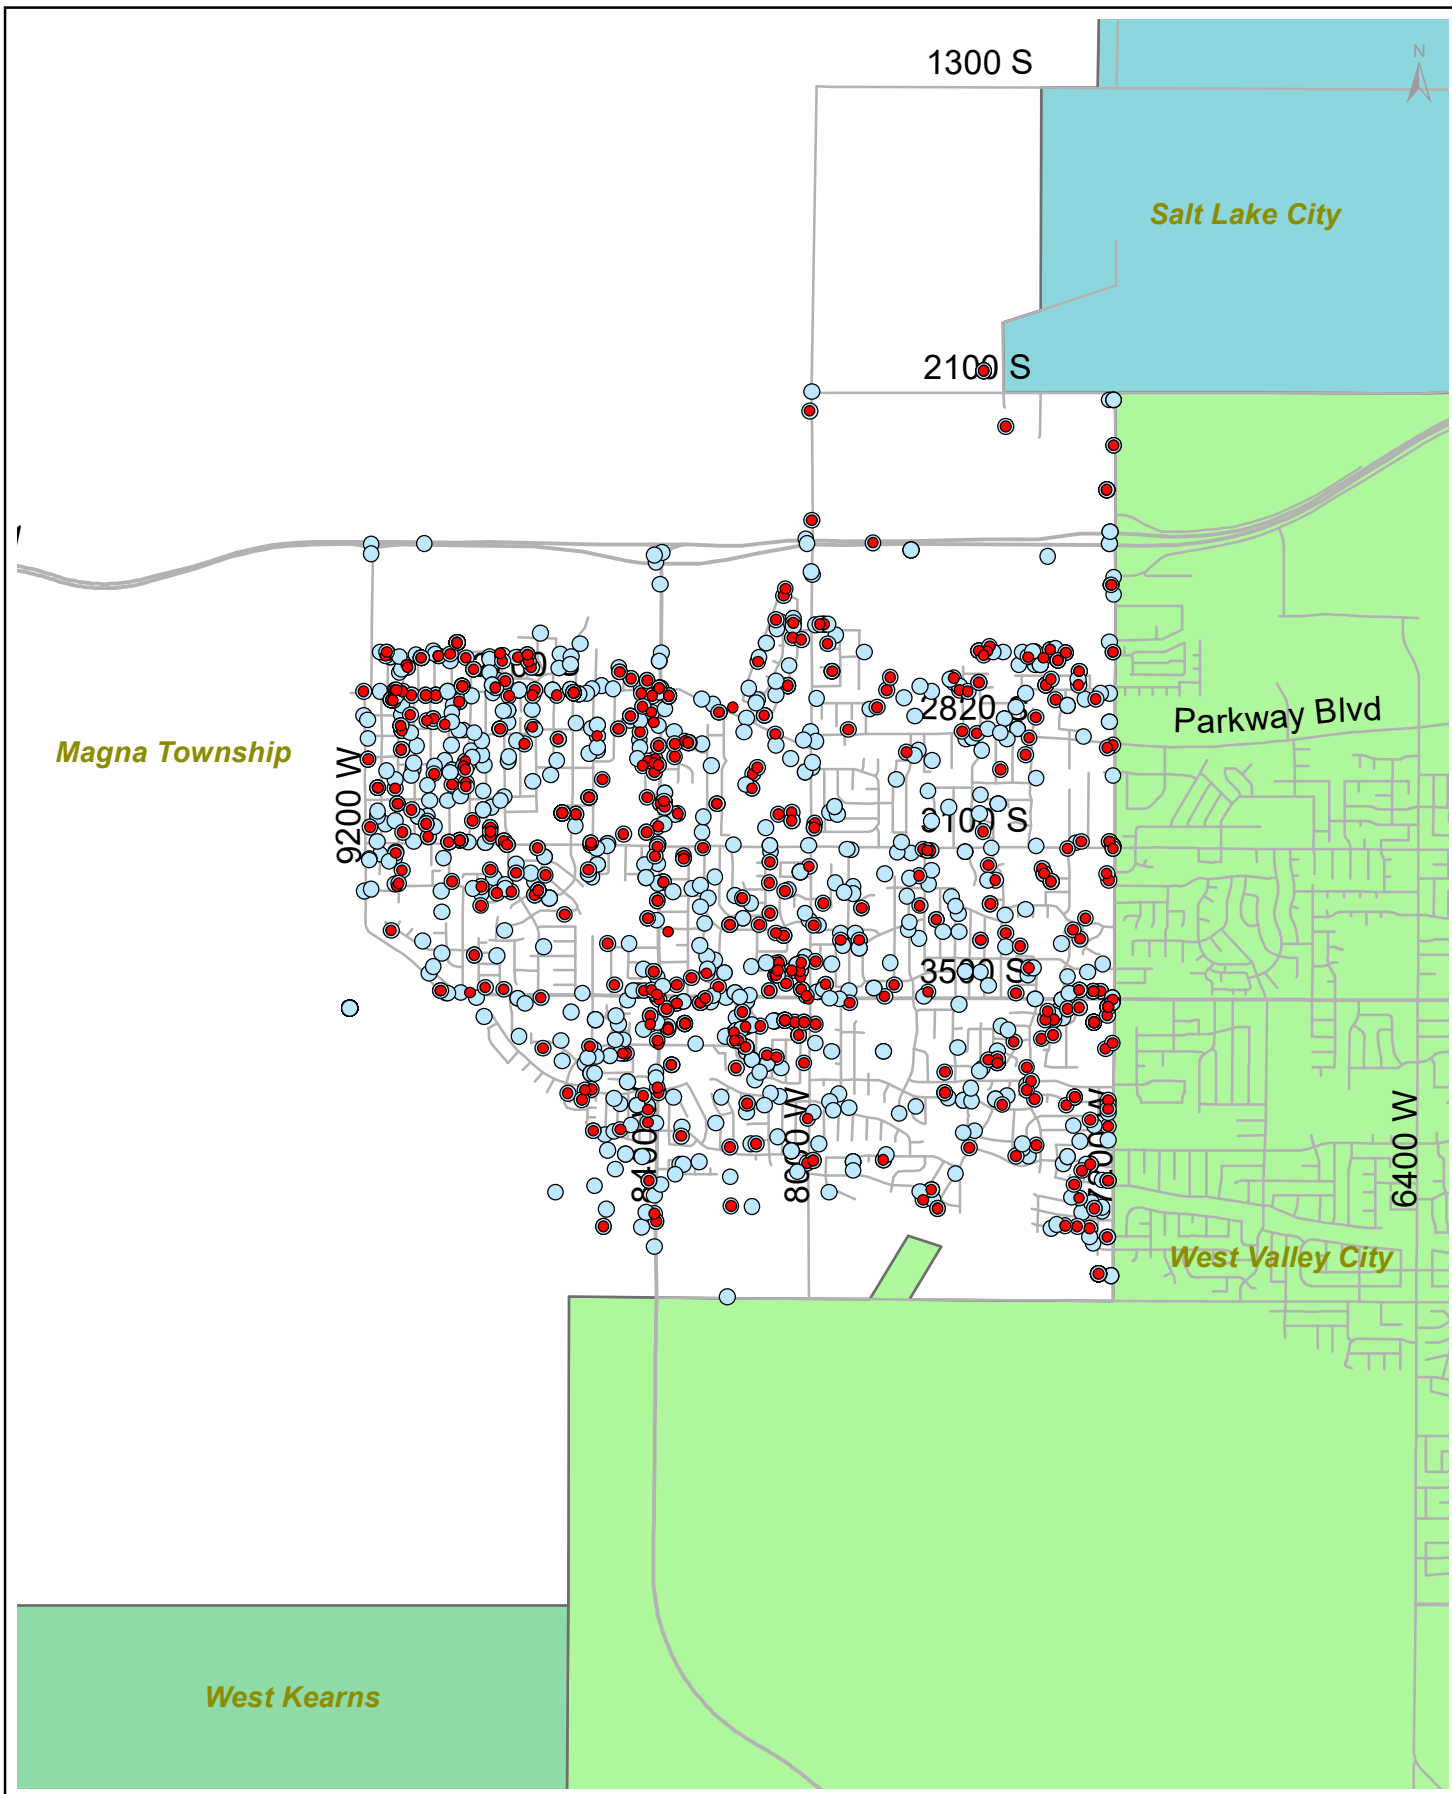 1300 S
N
Salt Lake City
2100 S
2820 S
Parkway Blvd
Magna Township
9200 W
3100 S
3500 S
8400 W
8000 W
7200 W
6400 W
West Valley City
West Kearns